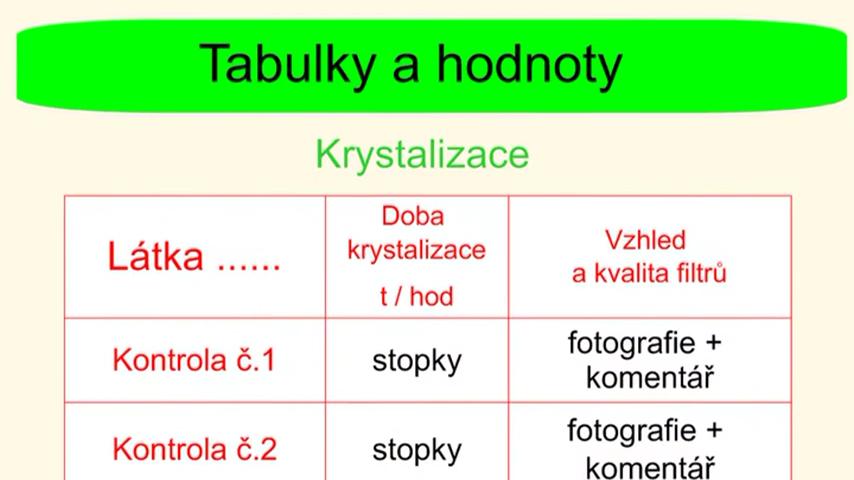 Tabulky a hodnoty
Krystalizace
Látka ......
Doba
krystalizace
t / hod
Vzhled
a kvalita filtrů
Kontrola č.1
stopky
fotografie +
komentář
Kontrola č.2
stopky
fotografie +
komentář